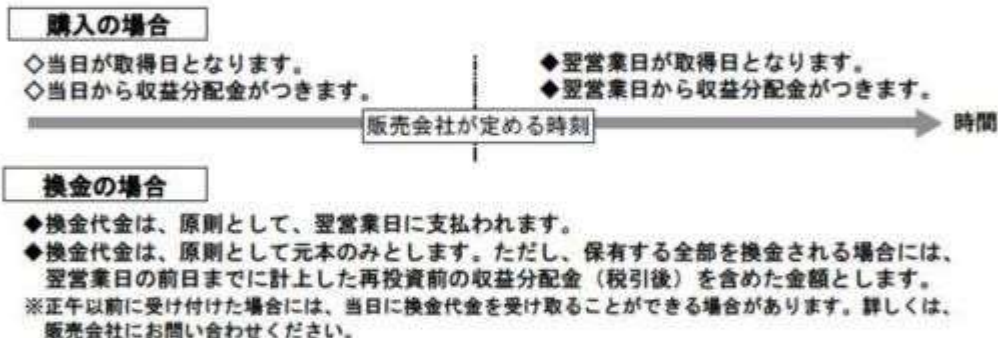 購入の場合
◇当日が取得日となります。
◇当日から収益分配金がつきます。
◆翌営業日が取得日となります。
◆翌営業日から収益分配金がつきます。
販売会社が定める時刻
時間
換金の場合
◆換金代金は、原則として、翌営業日に支払われます。
◆換金代金は、原則として元本のみとします。ただし、保有する全部を換金される場合には、
翌営業日の前日までに計上した再投資前の収益分配金（税引後）を含めた金額とします。
※正午以前に受け付けた場合には、当日に換金代金を受け取ることができる場合があります。詳しくは、
販売会社にお問い合わせください。